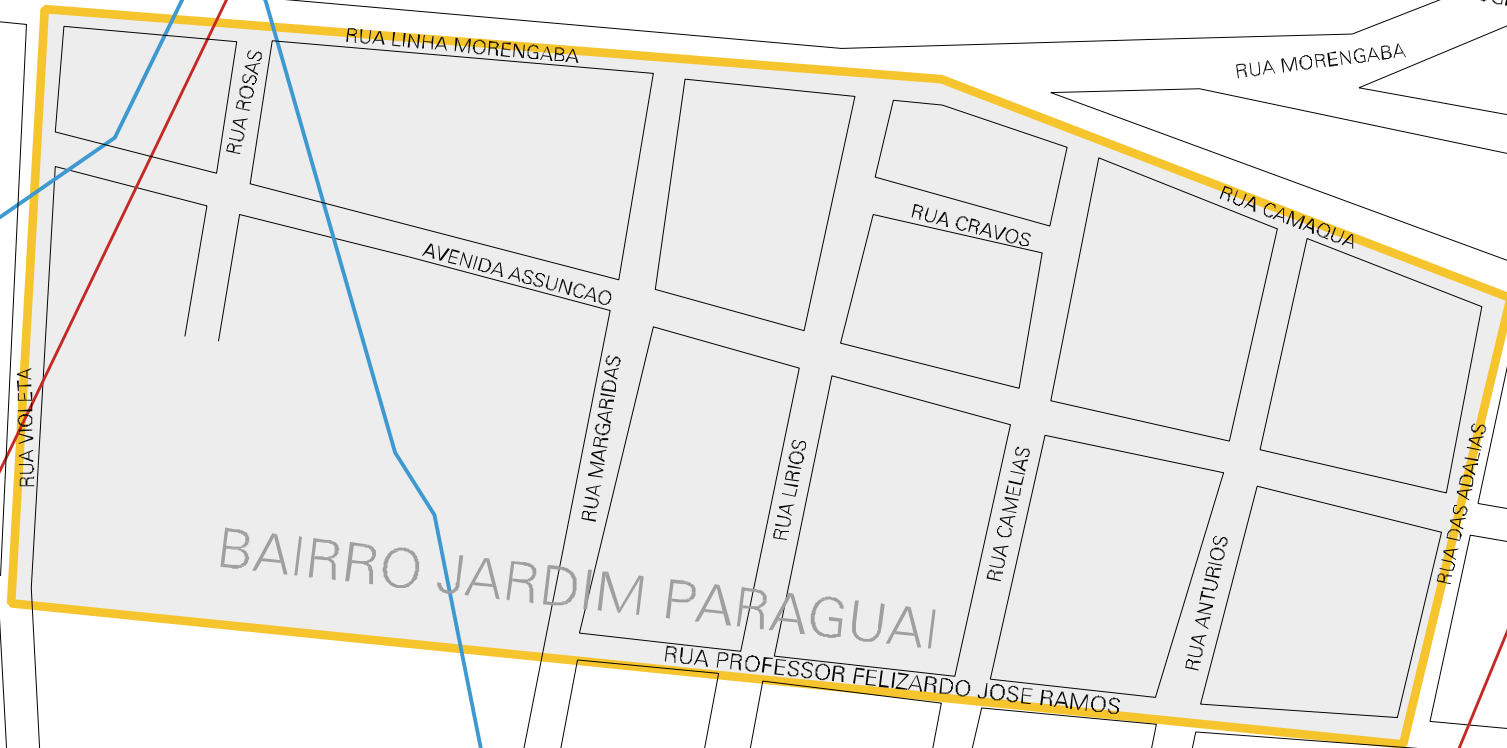 RUA LINHA MORENGABA
RUA MORENGABA
RUA ROSAS
RUA CAMAQUA
RUA CRAVOS
AVENIDA ASSUNCAO
RUA VIOLETA
RUA MARGARIDAS
RUA LIRIOS
RUA CAMELIAS
RUA ANTURIOS
RUA DAS ADALIAS
BAIRRO JARDIM PARAGUAI
RUA PROFESSOR FELIZARDO JOSE RAMOS